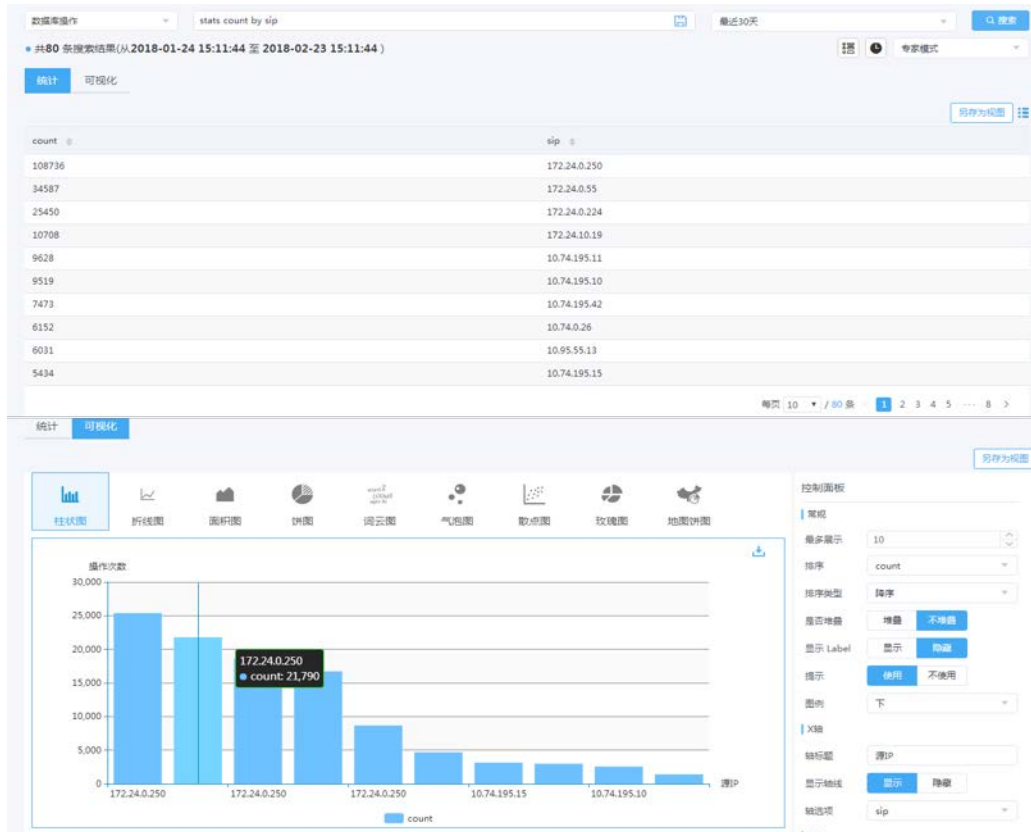 数据库操作 stats count by sip 最近30天 搜索
共80 条搜索结果(从2018-01-24 15:11:44 至 2018-02-23 15:11:44 ) 专家模式
统计 可视化
另存为视图
count sip
108736 172.24.0.250
34587 172.24.0.55
25450 172.24.0.224
10708 172.24.10.19
9628 10.74.195.11
9519 10.74.195.10
7473 10.74.195.42
6152 10.74.0.26
6031 10.95.55.13
5434 10.74.195.15
每页 10 / 80 条 1 2 3 4 5 ··· 8 >
统计 可视化
另存为视图
柱状图 折线图 面积图 饼图 词云图 气泡图 散点图 玫瑰图 地图饼图
操作次数
30,000
25,000
20,000
15,000
10,000
5,000
0
172.24.0.250
count: 21,790
172.24.0.250 172.24.0.250 172.24.0.250 10.74.195.15 10.74.195.10 源IP
count
控制面板
常规
最多展示 10
排序 count
排序类型 降序
是否堆叠 堆叠 不堆叠
显示 Label 显示 隐藏
提示 使用 不使用
图例 下
X轴
轴标题 源IP
显示轴线 显示 隐藏
轴选项 sip